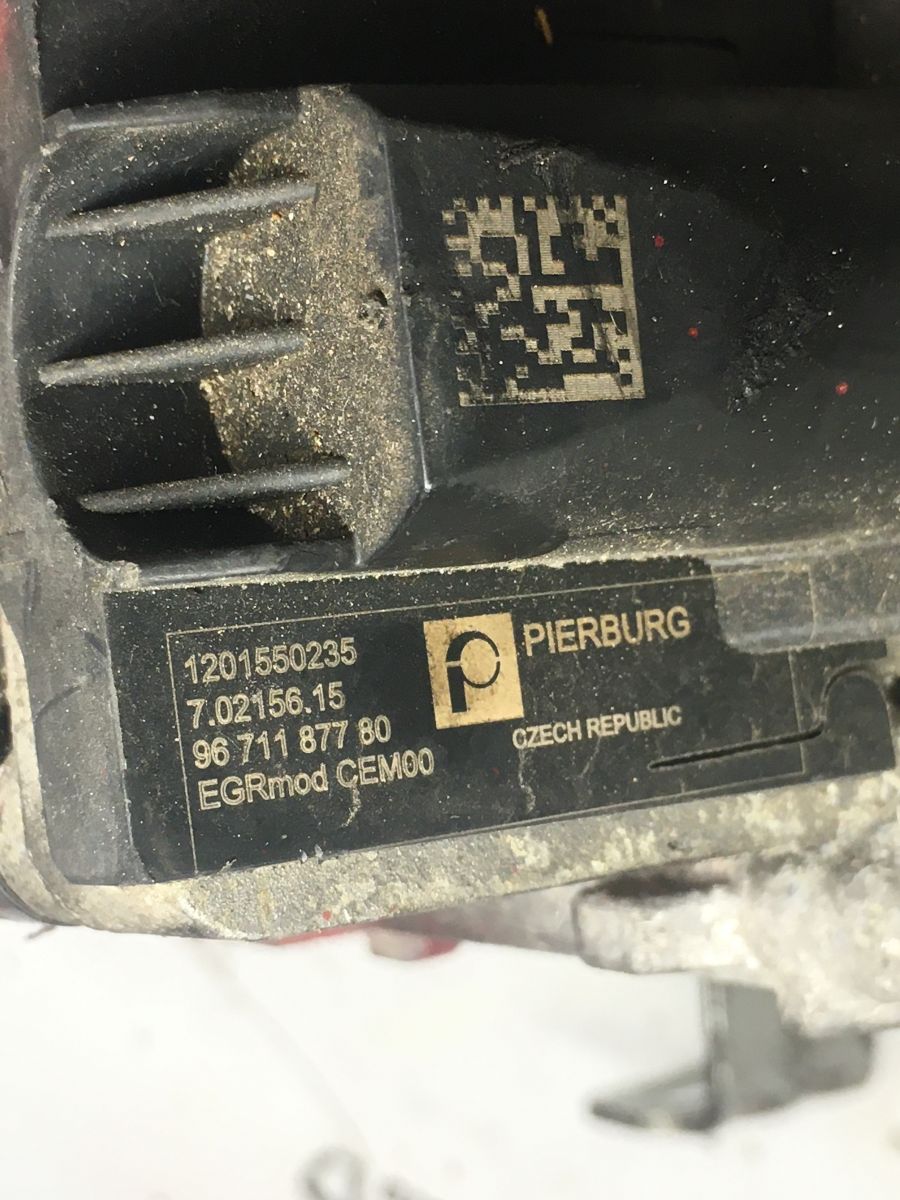 1201550235
7.02156.15
96 711 877 80
EGRmod CEM00
PIERBURG
CZECH REPUBLIC